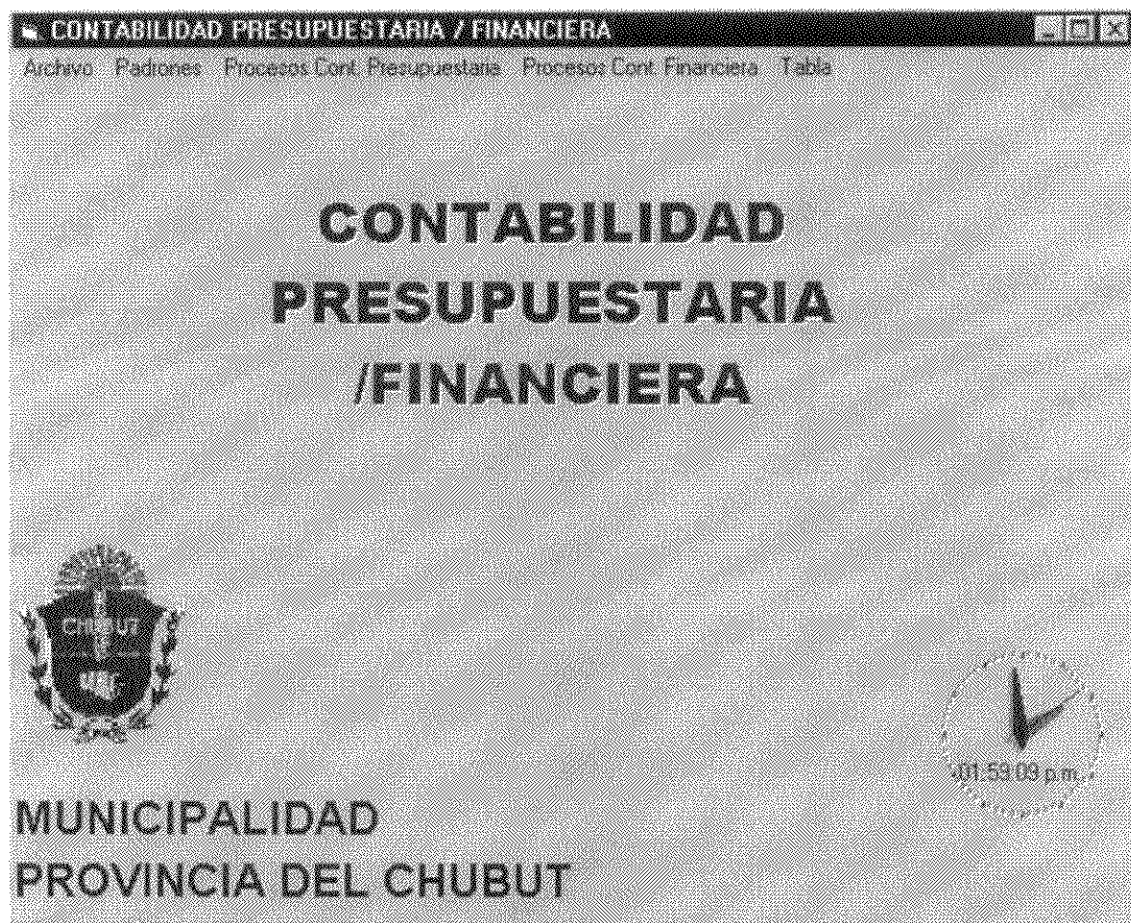 CONTABILIDAD PRESUPUESTARIA / FINANCIERA
Archivo Padrones Procesos Cont. Presupuestaria Procesos Cont. Financiera Tabla
CONTABILIDAD
PRESUPUESTARIA
/FINANCIERA
CHUBUT
01:59:09 p.m.
MUNICIPALIDAD
PROVINCIA DEL CHUBUT